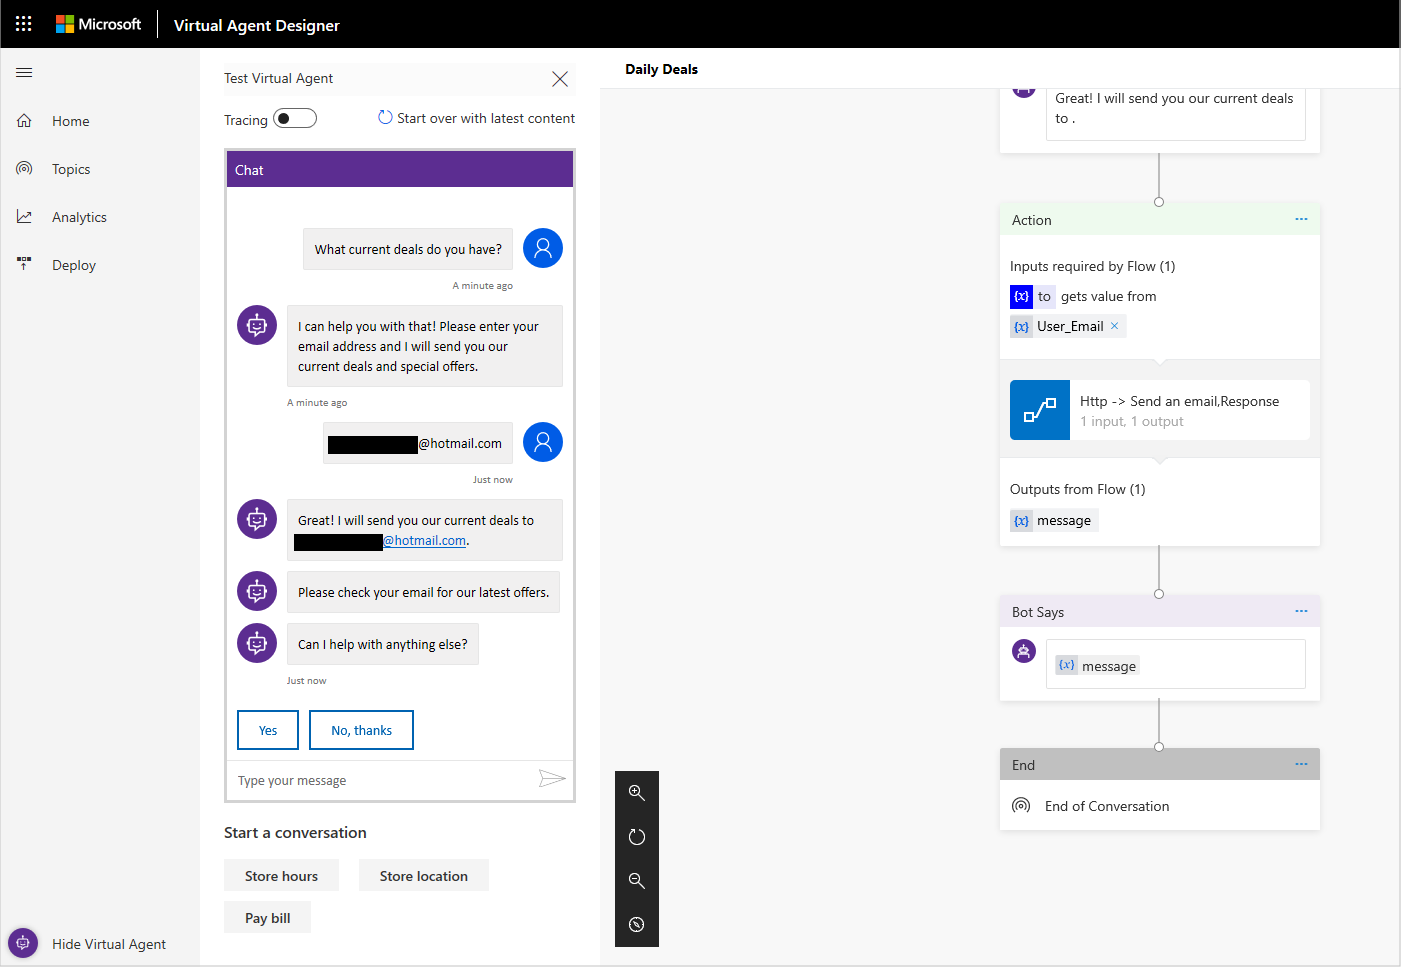 Microsoft
Virtual Agent Designer
Home
Topics
Analytics
Deploy
Hide Virtual Agent
Test Virtual Agent
Tracing
Start over with latest content
Chat
What current deals do you have?
A minute ago
I can help you with that! Please enter your
email address and I will send you our
current deals and special offers.
A minute ago
@hotmail.com
Just now
Great! I will send you our current deals to
@hotmail.com.
Please check your email for our latest offers.
Can I help with anything else?
Just now
Yes
No, thanks
Type your message
Start a conversation
Store hours
Store location
Pay bill
Daily Deals
Great! I will send you our current deals
to .
Action
...
Inputs required by Flow (1)
{x} to gets value from
{x} User_Email ×
Http -> Send an email,Response
1 input, 1 output
Outputs from Flow (1)
{x} message
Bot Says
...
{x} message
End
...
End of Conversation